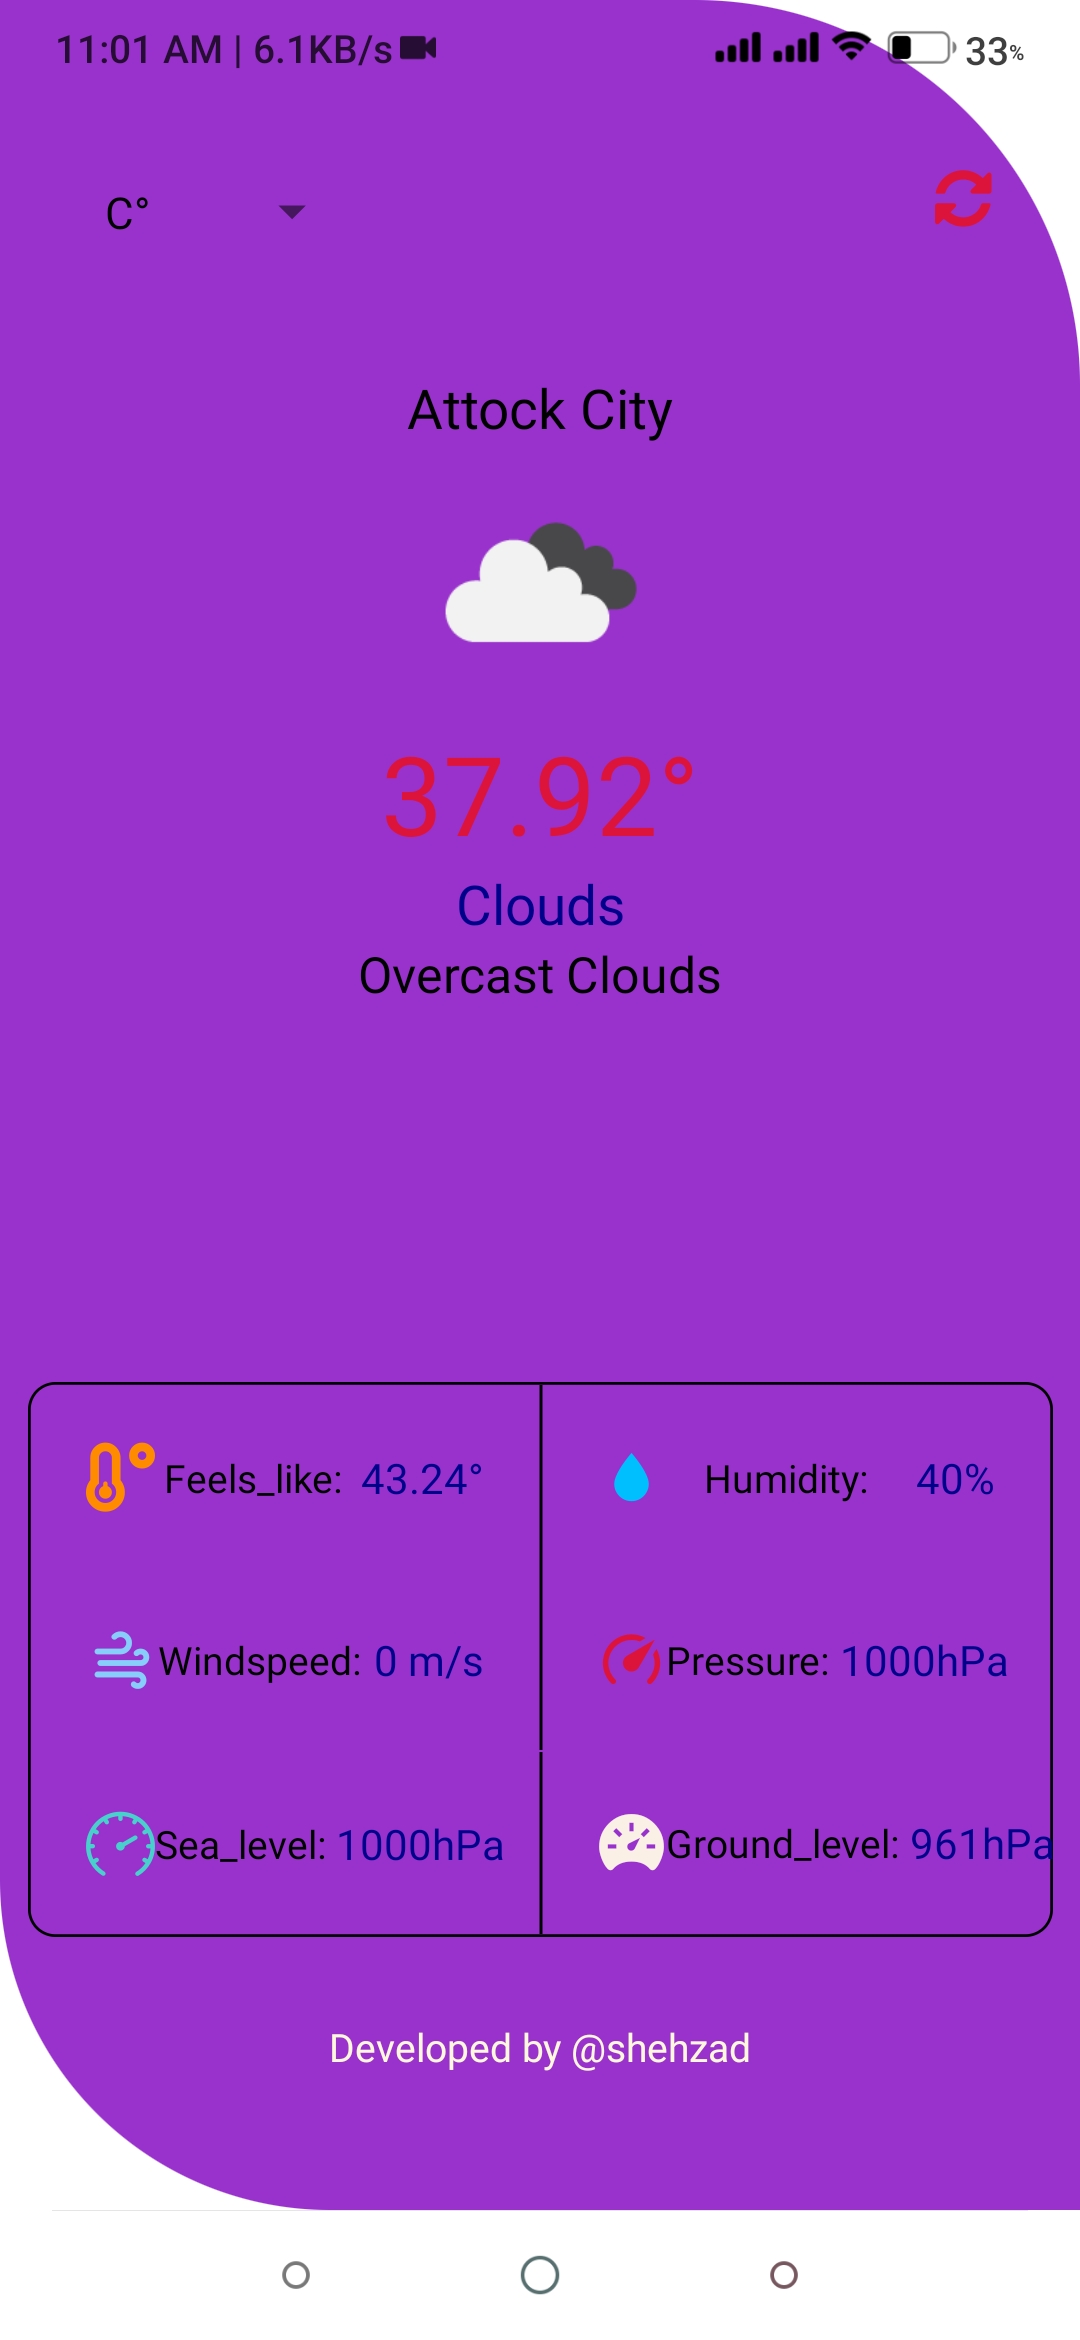 11:01 AM | 6.1KB/s 33%
C°
Attock City
37.92°
Clouds
Overcast Clouds
Feels_like: 43.24° Humidity: 40%
Windspeed: 0 m/s Pressure: 1000hPa
Sea_level: 1000hPa Ground_level: 961hPa
Developed by @shehzad